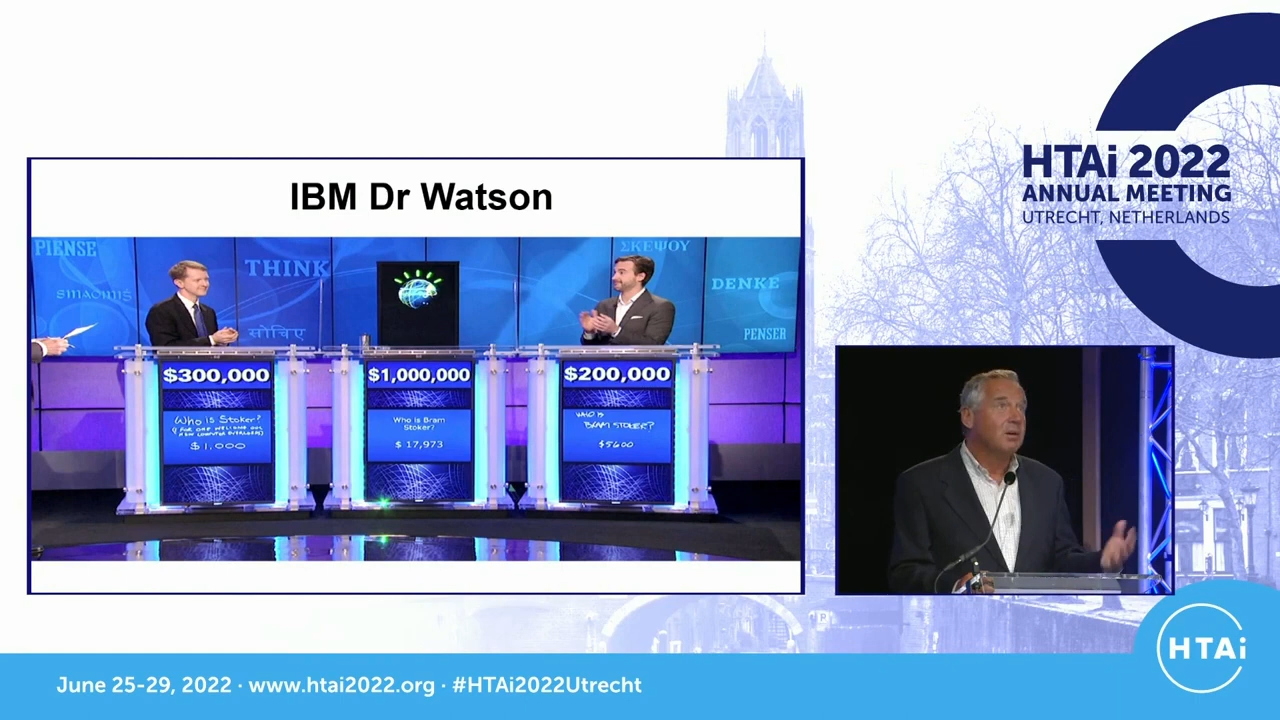 HTAi 2022
ANNUAL MEETING
UTRECHT, NETHERLANDS
IBM Dr Watson
PIENSE
THINK
ΣΚΕΨΟΥ
DENKE
सोचिए
PENSER
$300,000
$1,000,000
$200,000
Who is Stoker?
$1,000
Who is Bram
Stoker?
$ 17,973
WHO IS
BRAM STOKER?
$5600
HTAi
June 25-29, 2022 · www.htai2022.org · #HTAi2022Utrecht